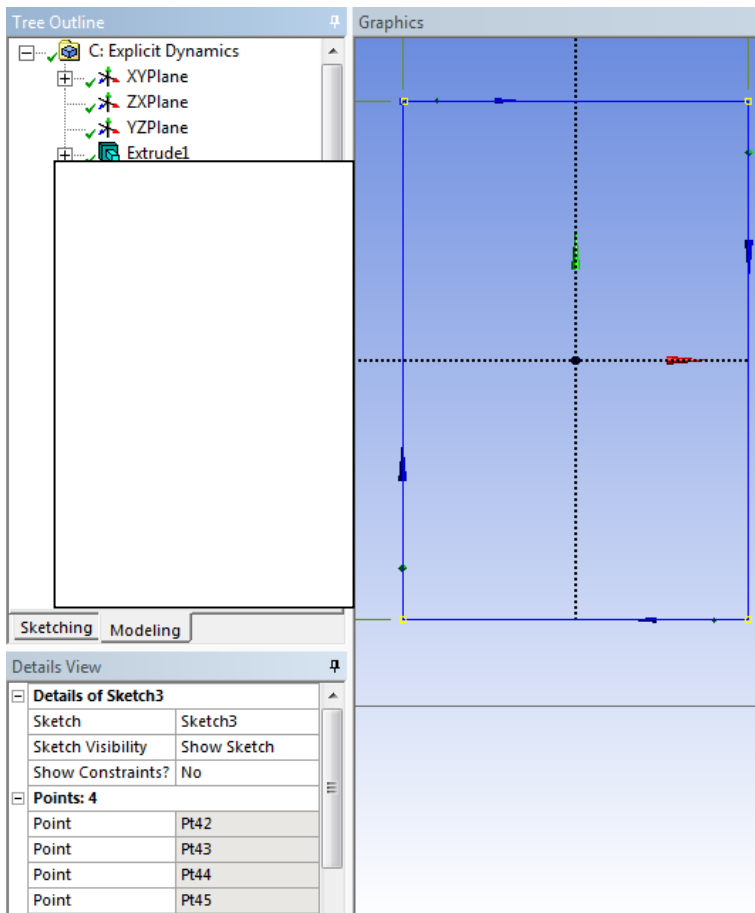 Tree Outline
Graphics
C: Explicit Dynamics
XYPlane
ZXPlane
YZPlane
Extrude1
Sketching Modeling
Details View
Details of Sketch3
Sketch Sketch3
Sketch Visibility Show Sketch
Show Constraints? No
Points: 4
Point Pt42
Point Pt43
Point Pt44
Point Pt45